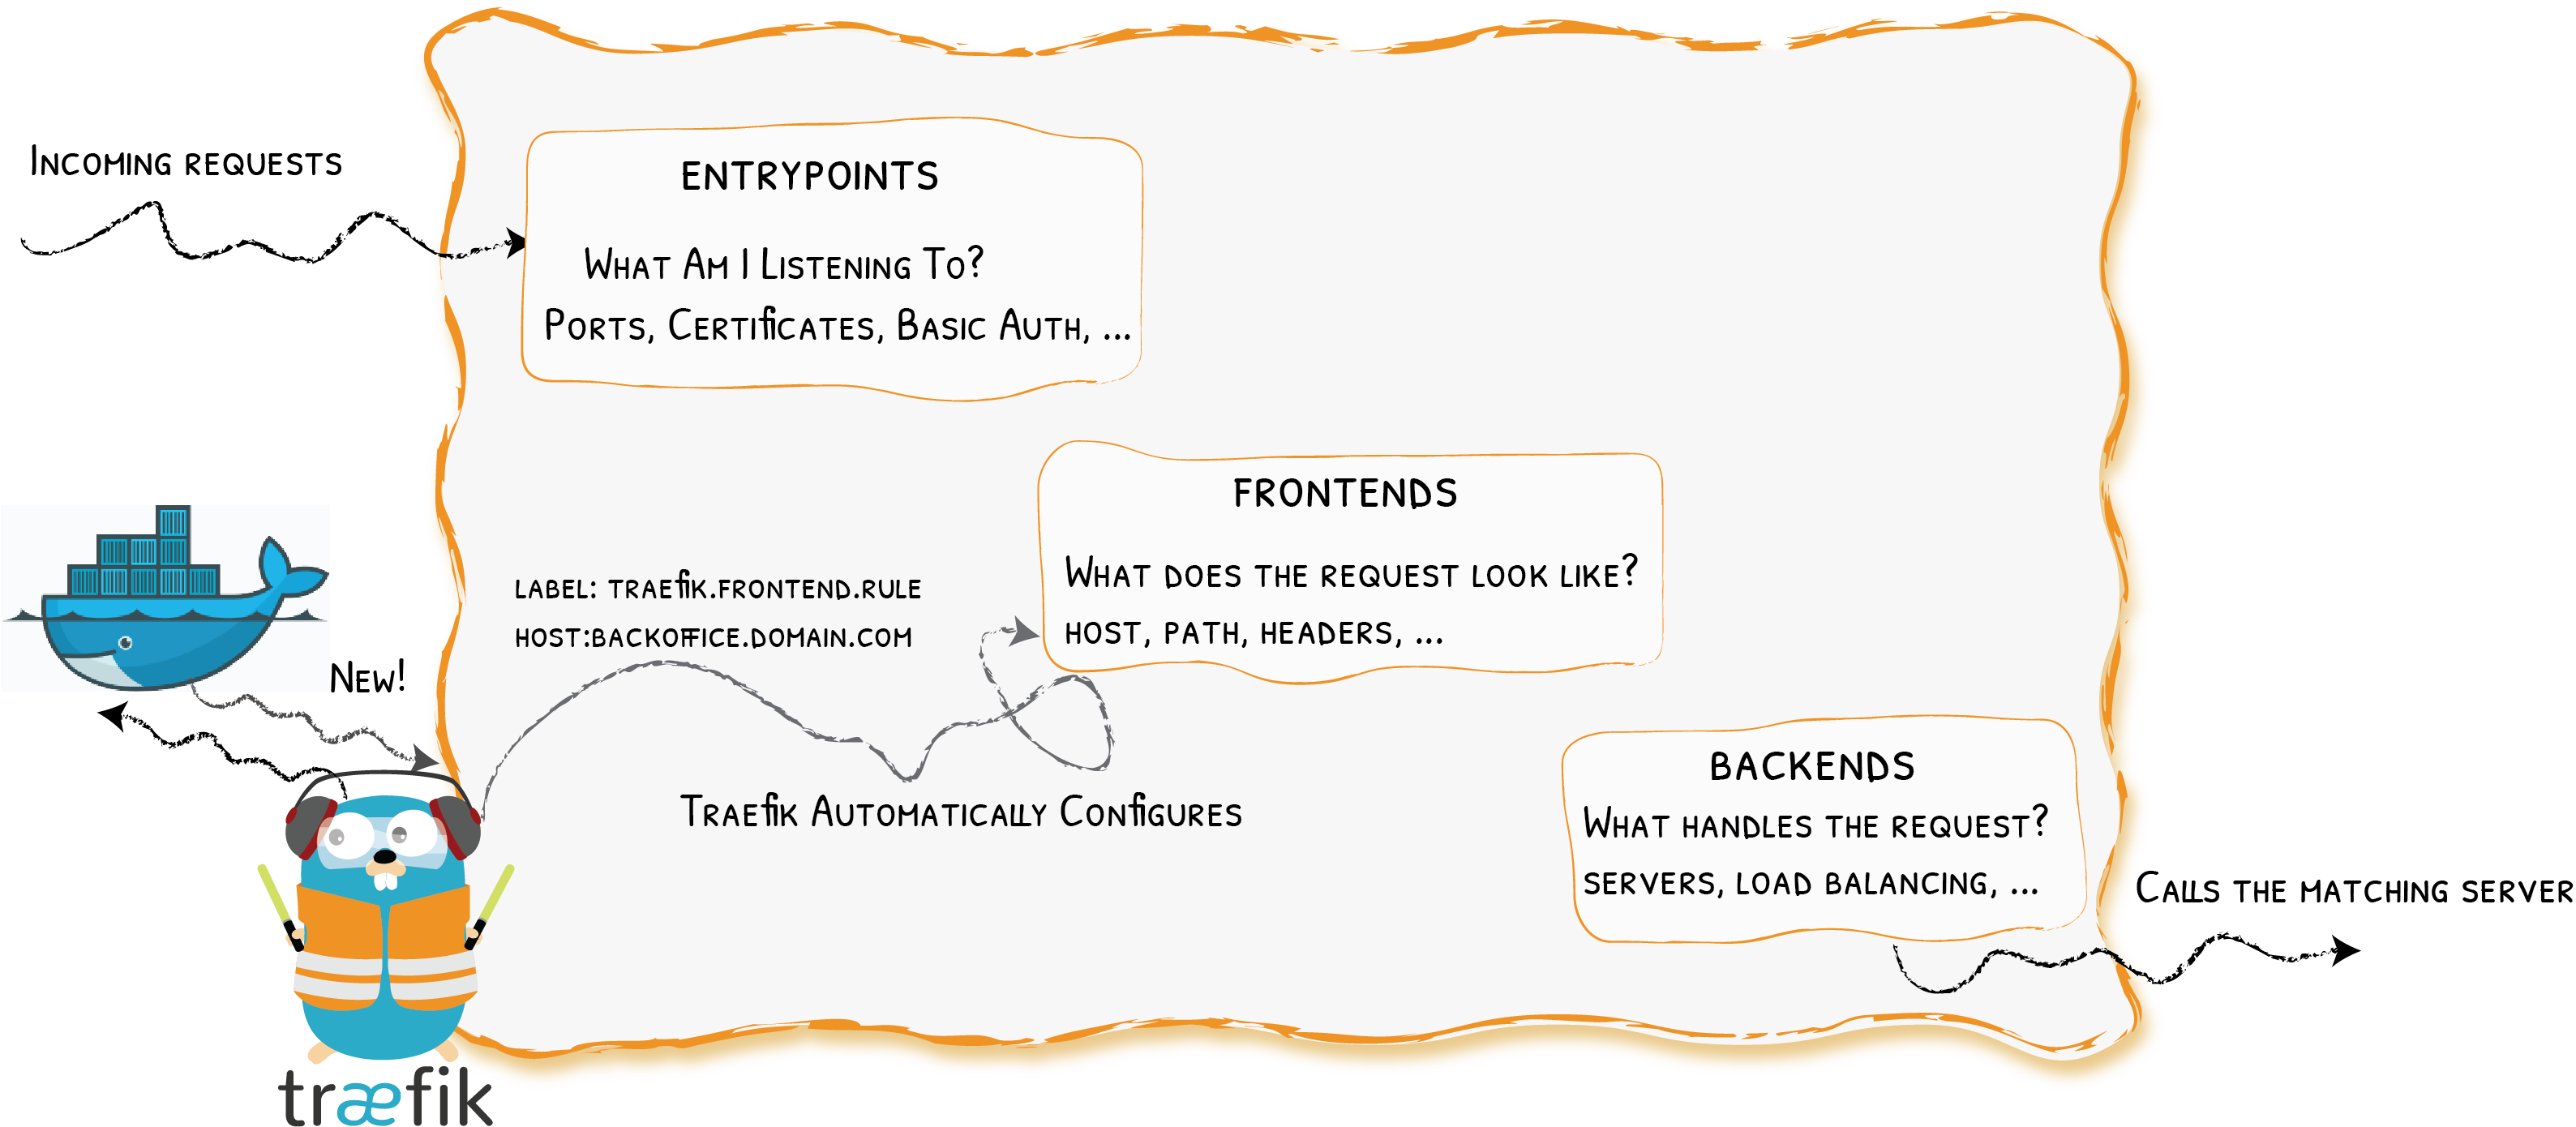 Incoming requests
ENTRYPOINTS
What Am I Listening To?
Ports, Certificates, Basic Auth, ...
FRONTENDS
What does the request look like?
host, path, headers, ...
label: traefik.frontend.rule
host:backoffice.domain.com
New!
Traefik Automatically Configures
BACKENDS
What handles the request?
servers, load balancing, ...
Calls the matching server
træfik